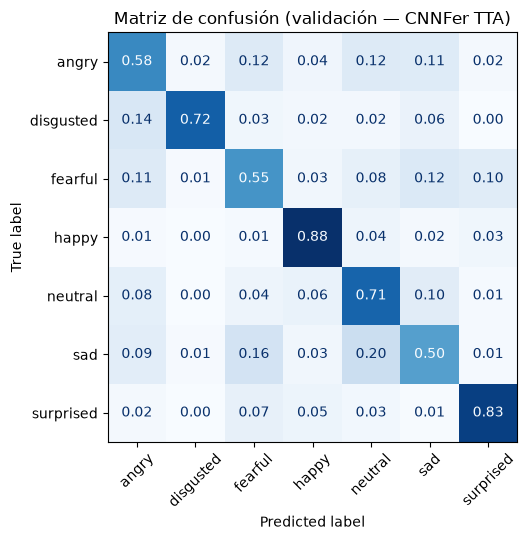 Matriz de confusión (validación — CNNFer TTA)
True label
angry 0.58 0.02 0.12 0.04 0.12 0.11 0.02
disgusted 0.14 0.72 0.03 0.02 0.02 0.06 0.00
fearful 0.11 0.01 0.55 0.03 0.08 0.12 0.10
happy 0.01 0.00 0.01 0.88 0.04 0.02 0.03
neutral 0.08 0.00 0.04 0.06 0.71 0.10 0.01
sad 0.09 0.01 0.16 0.03 0.20 0.50 0.01
surprised 0.02 0.00 0.07 0.05 0.03 0.01 0.83
angry disgusted fearful happy neutral sad surprised
Predicted label